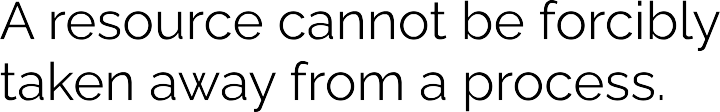 A resource cannot be forcibly
taken away from a process.